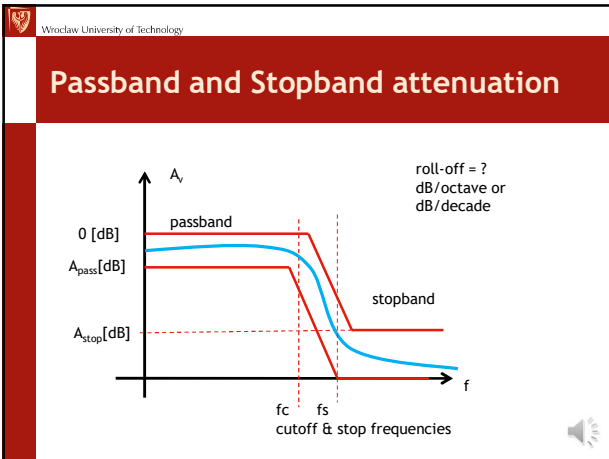 Wrocław University of Technology
Passband and Stopband attenuation
Av
roll-off = ?
dB/octave or
dB/decade
passband
0 [dB]
Apass[dB]
stopband
Astop[dB]
f
fc fs
cutoff & stop frequencies